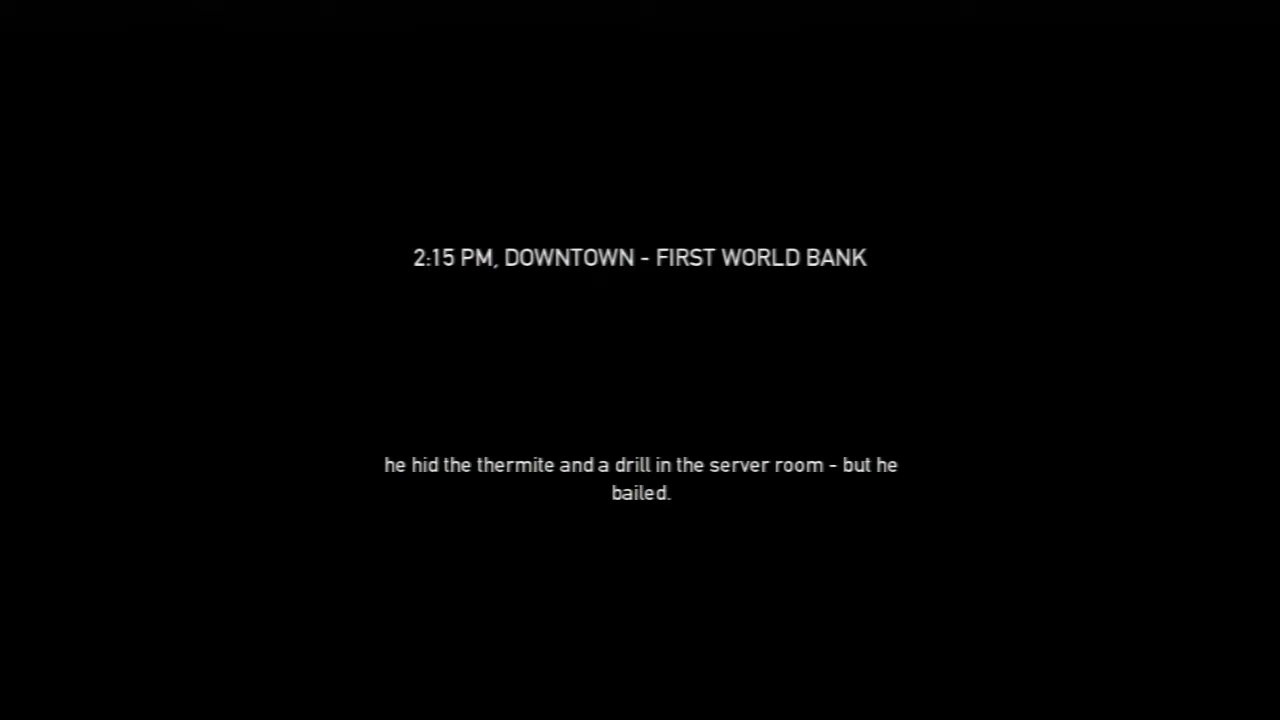 2:15 PM, DOWNTOWN - FIRST WORLD BANK
he hid the thermite and a drill in the server room - but he
bailed.